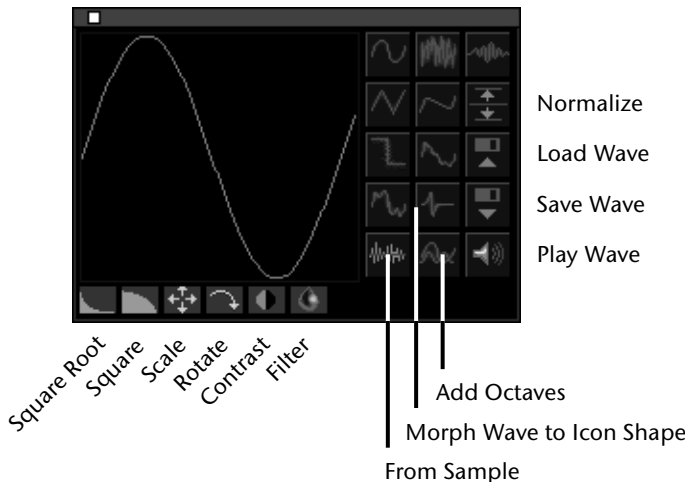 Normalize
Load Wave
Save Wave
Play Wave
Square Root
Square
Scale
Rotate
Contrast
Filter
Add Octaves
Morph Wave to Icon Shape
From Sample